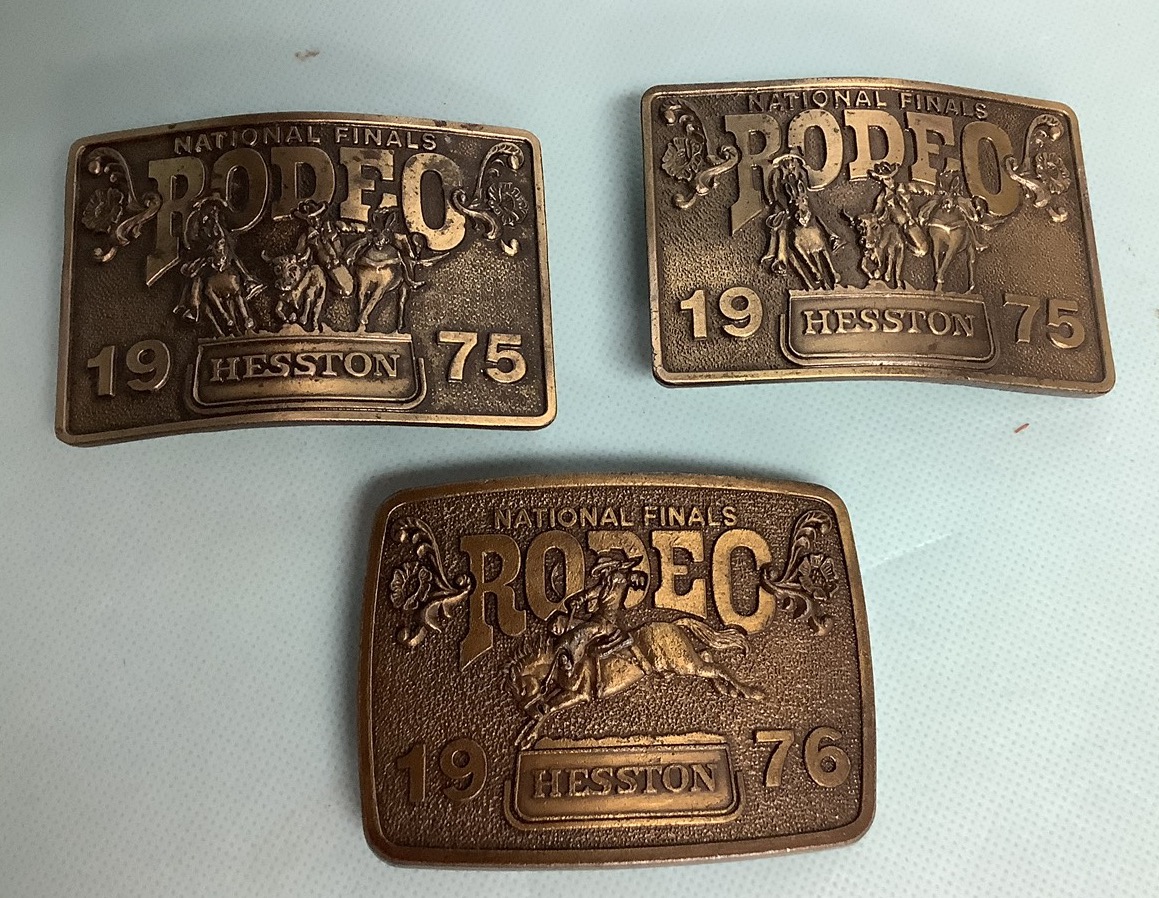 NATIONAL FINALS
RODEO
19 75
HESSTON
NATIONAL FINALS
RODEO
19 75
HESSTON
NATIONAL FINALS
RODEO
19 76
HESSTON